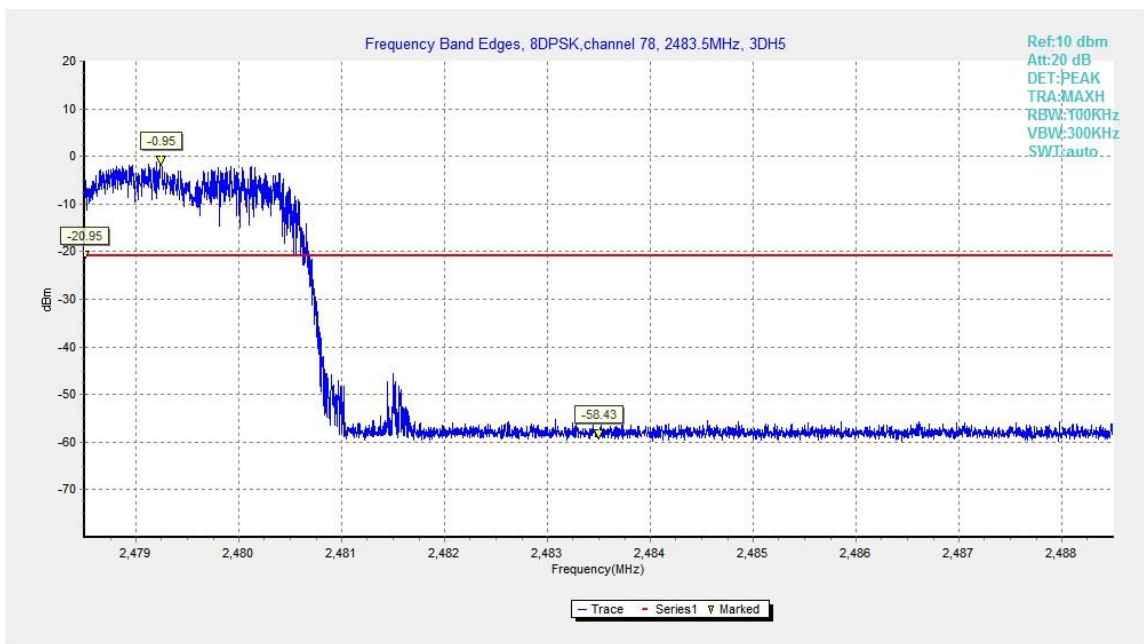 Frequency Band Edges, 8DPSK,channel 78, 2483.5MHz, 3DH5
Ref:10 dbm
Att:20 dB
DET:PEAK
TRA:MAXH
RBW:100KHz
VBW:300KHz
SWT:auto
20
10
0
-10
-20
-30
-40
-50
-60
-70
dBm
-0.95
-20.95
-58.43
2,479 2,480 2,481 2,482 2,483 2,484 2,485 2,486 2,487 2,488
Frequency(MHz)
Trace Series1 Marked